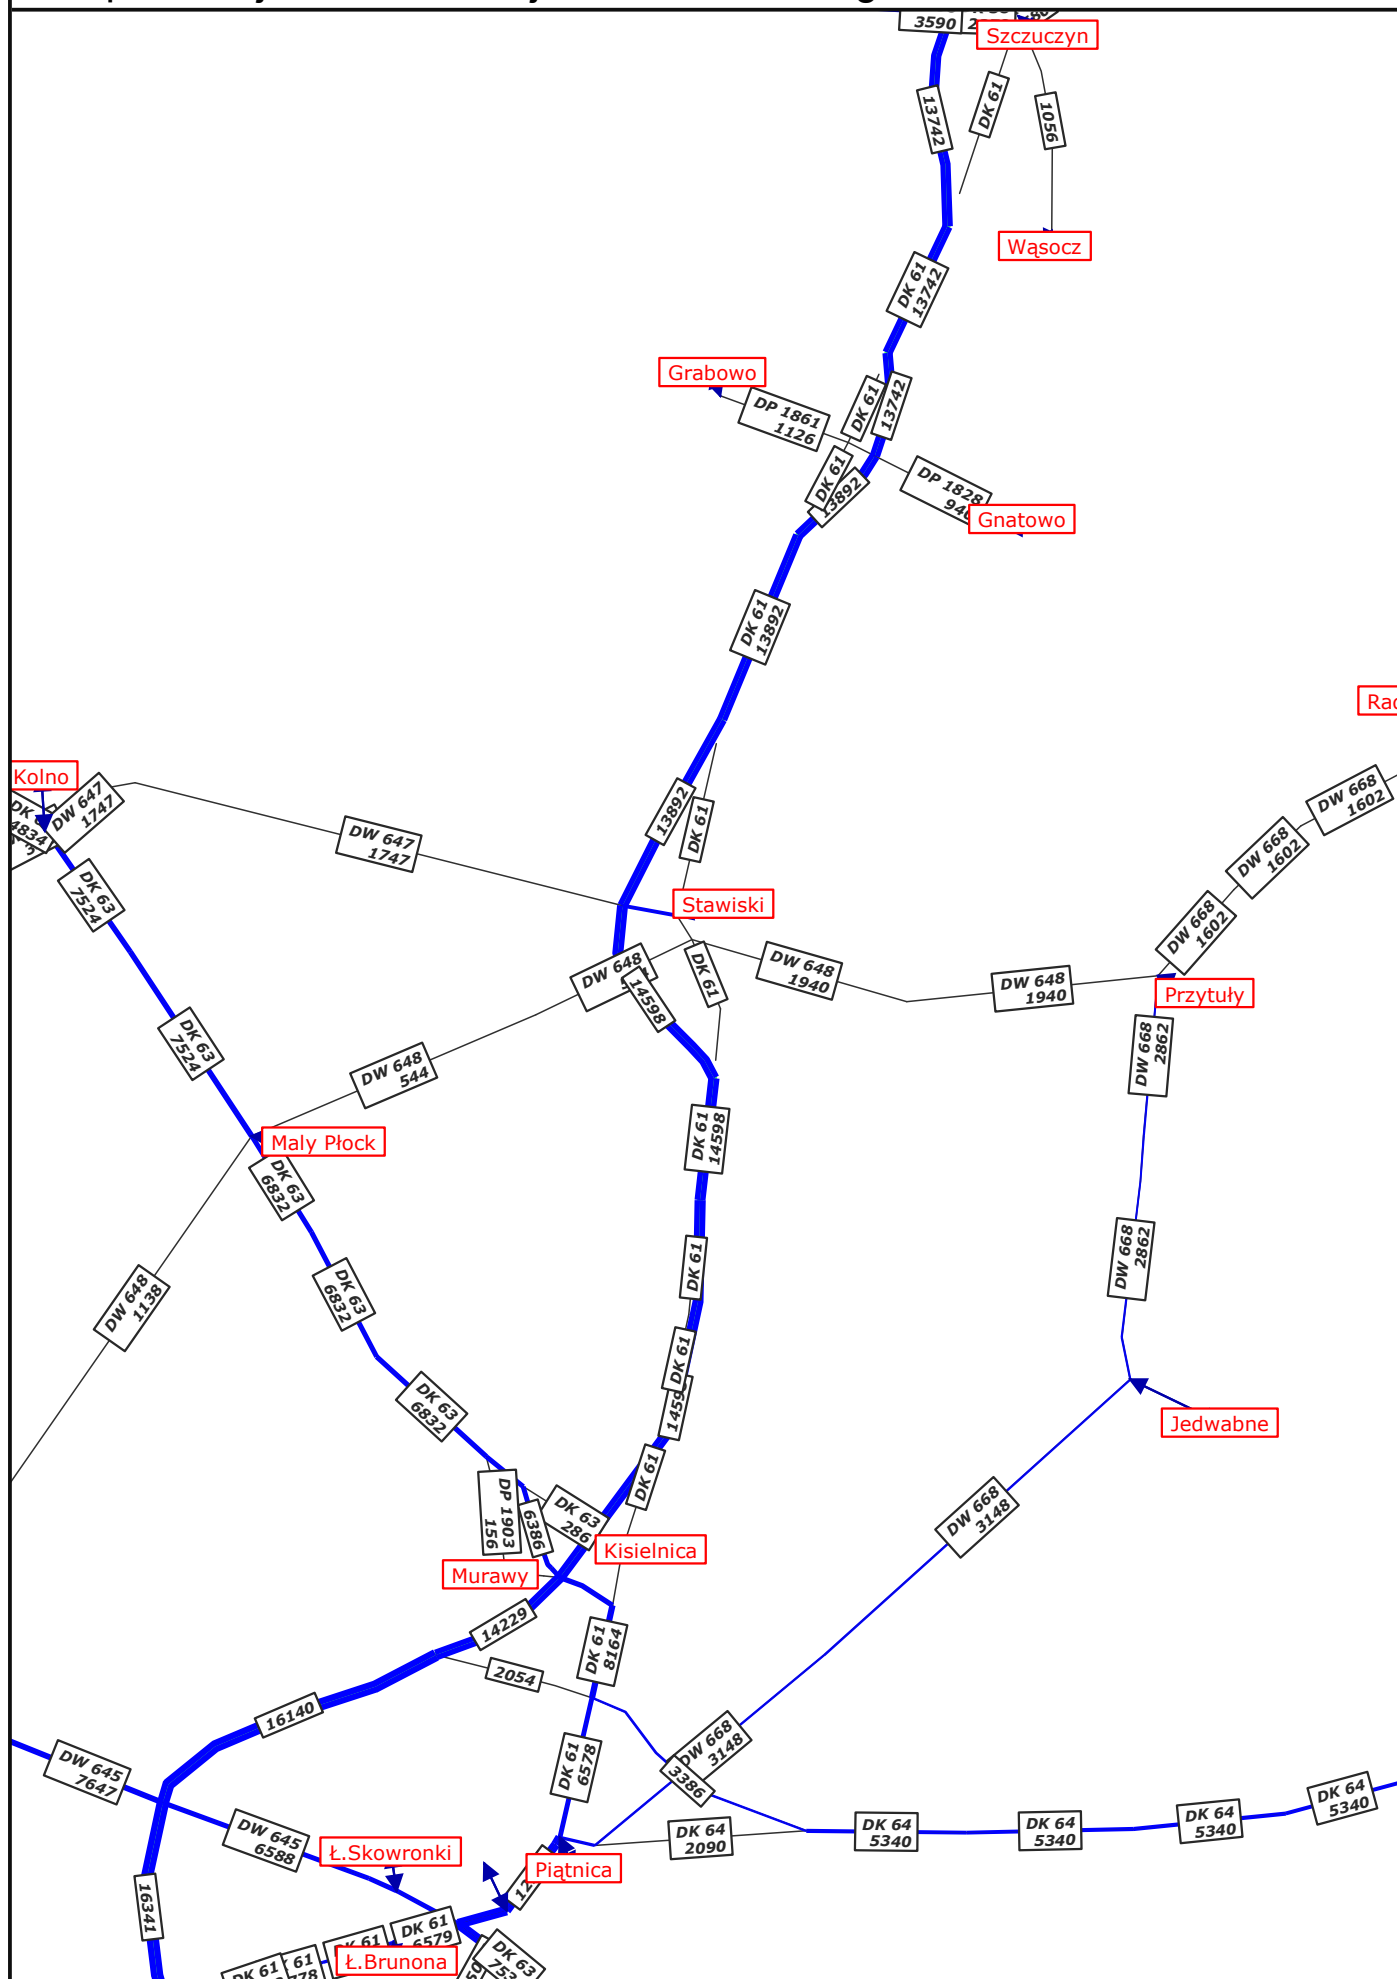 3590
Szczuczyn
13742
DK 61
1056
Wąsocz
DK 61
13742
Grabowo
DP 1861
1126
DK 61
13742
DK 61
13892
DP 1828
Gnatowo
DK 61
13892
Kolno
DW 647
1747
4834
DW 647
1747
13892
DK 61
DK 63
7524
Stawiski
DW 668
1602
DW 668
1602
DW 668
1602
DW 648
14598
DK 61
DW 648
1940
DW 648
1940
Przytuły
DK 63
7524
DW 648
544
DW 668
2862
Maly Płock
DK 61
14598
DK 63
6832
DW 648
1138
DK 63
6832
DK 61
DW 668
2862
DK 61
DK 63
6832
Jedwabne
DK 61
DP 1903
156
6386
DK 63
286
Kisielnica
DW 668
3148
Murawy
14229
DK 61
8164
2054
16140
DW 645
7647
DK 61
6578
DW 668
3148
3386
DW 645
6588
DK 64
2090
DK 64
5340
DK 64
5340
DK 64
5340
DK 64
5340
Ł.Skowronki
Piątnica
16341
DK 61
6579
Ł.Brunona
DK 61
DK 63